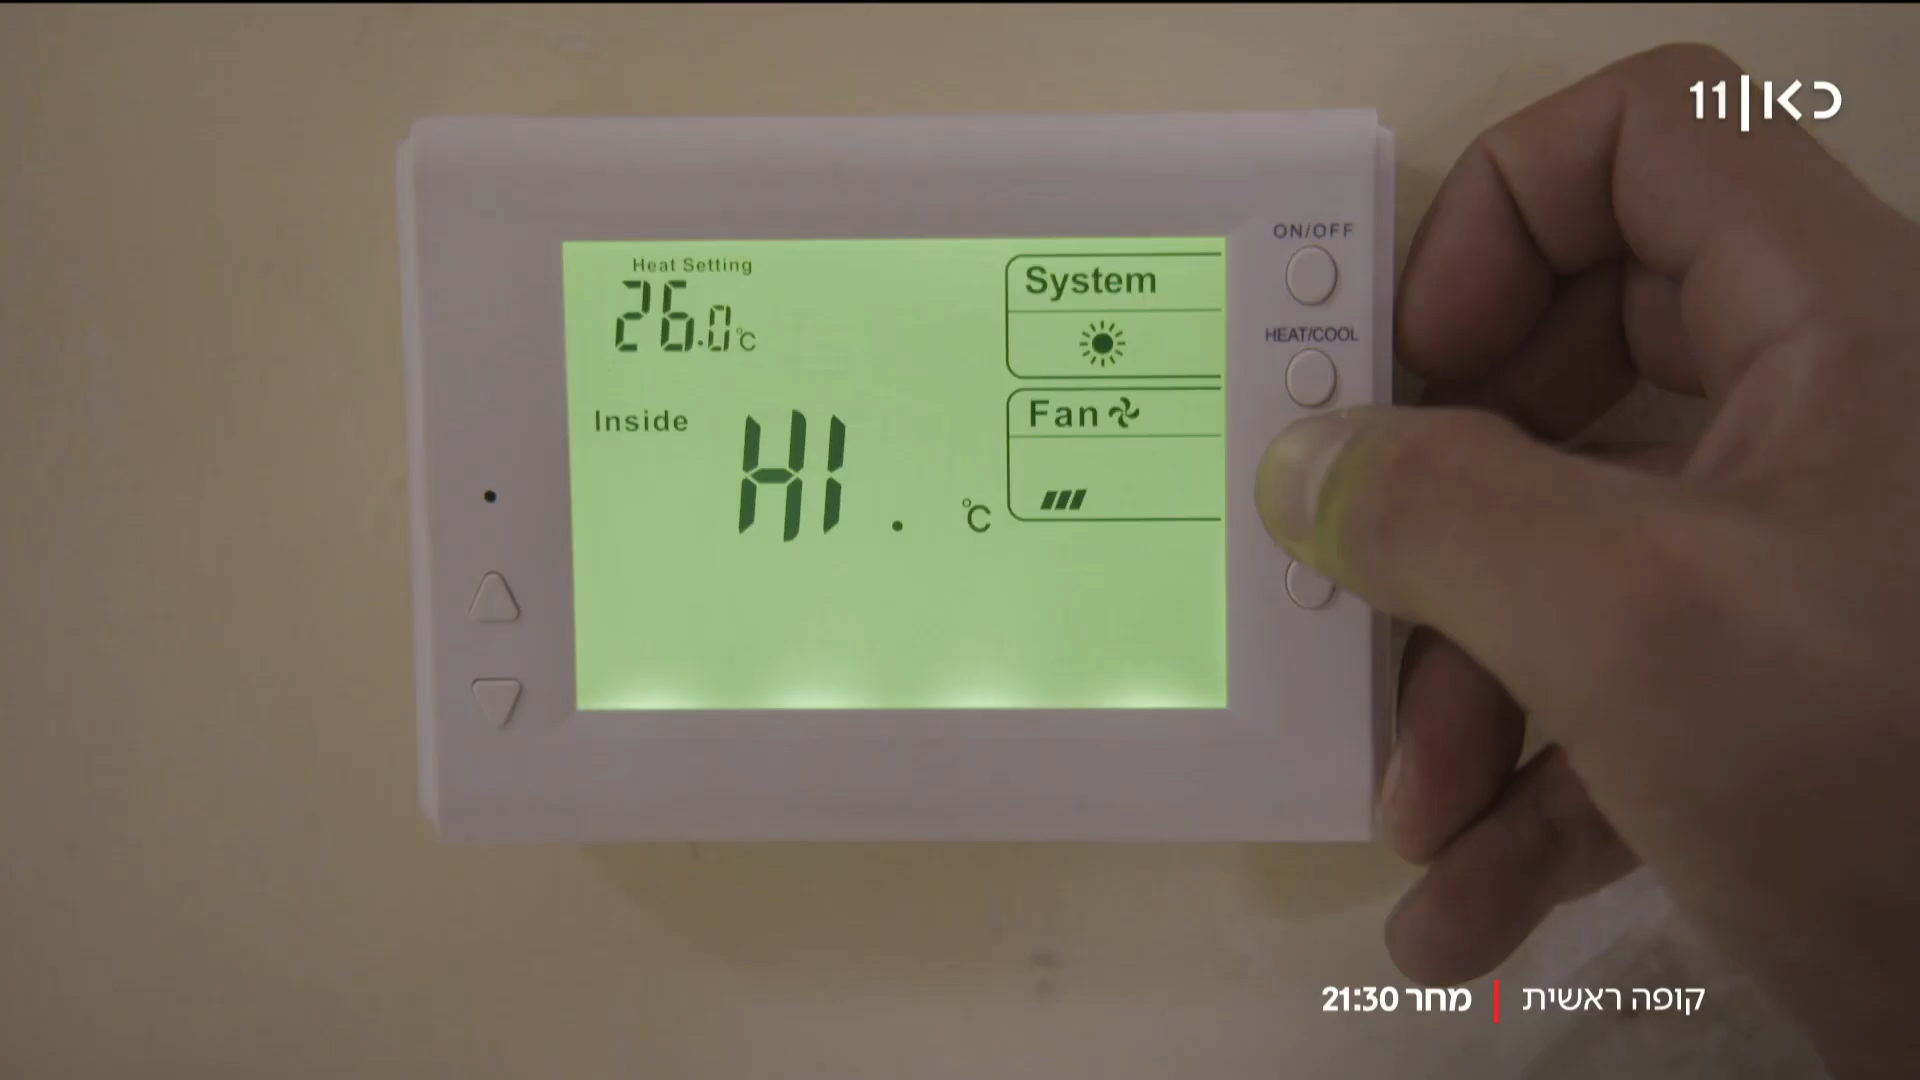 כאן 11
ON/OFF
Heat Setting
System
26.0°C
HEAT/COOL
Inside
HI. °C
Fan
קופה ראשית | מחר 21:30